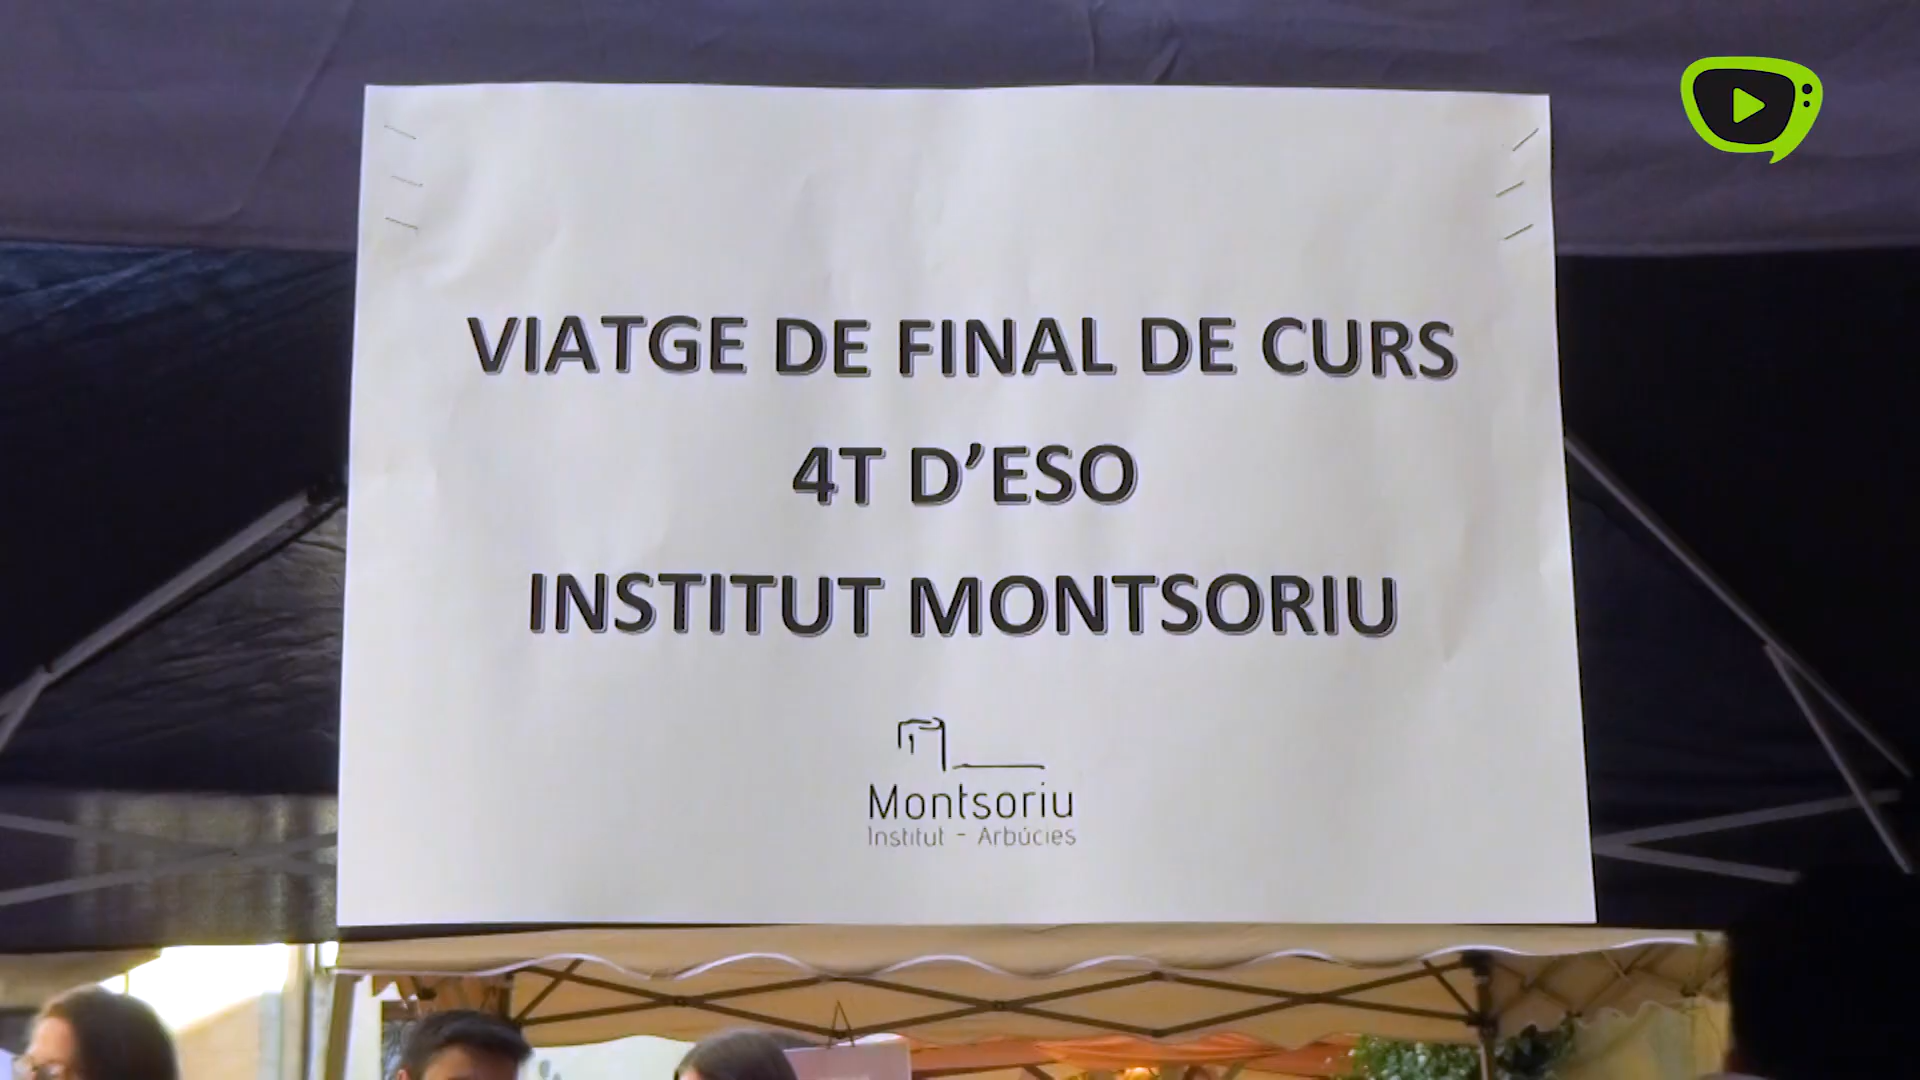 VIATGE DE FINAL DE CURS
4T D’ESO
INSTITUT MONTSORIU
Montsoriu
Institut - Arbúcies